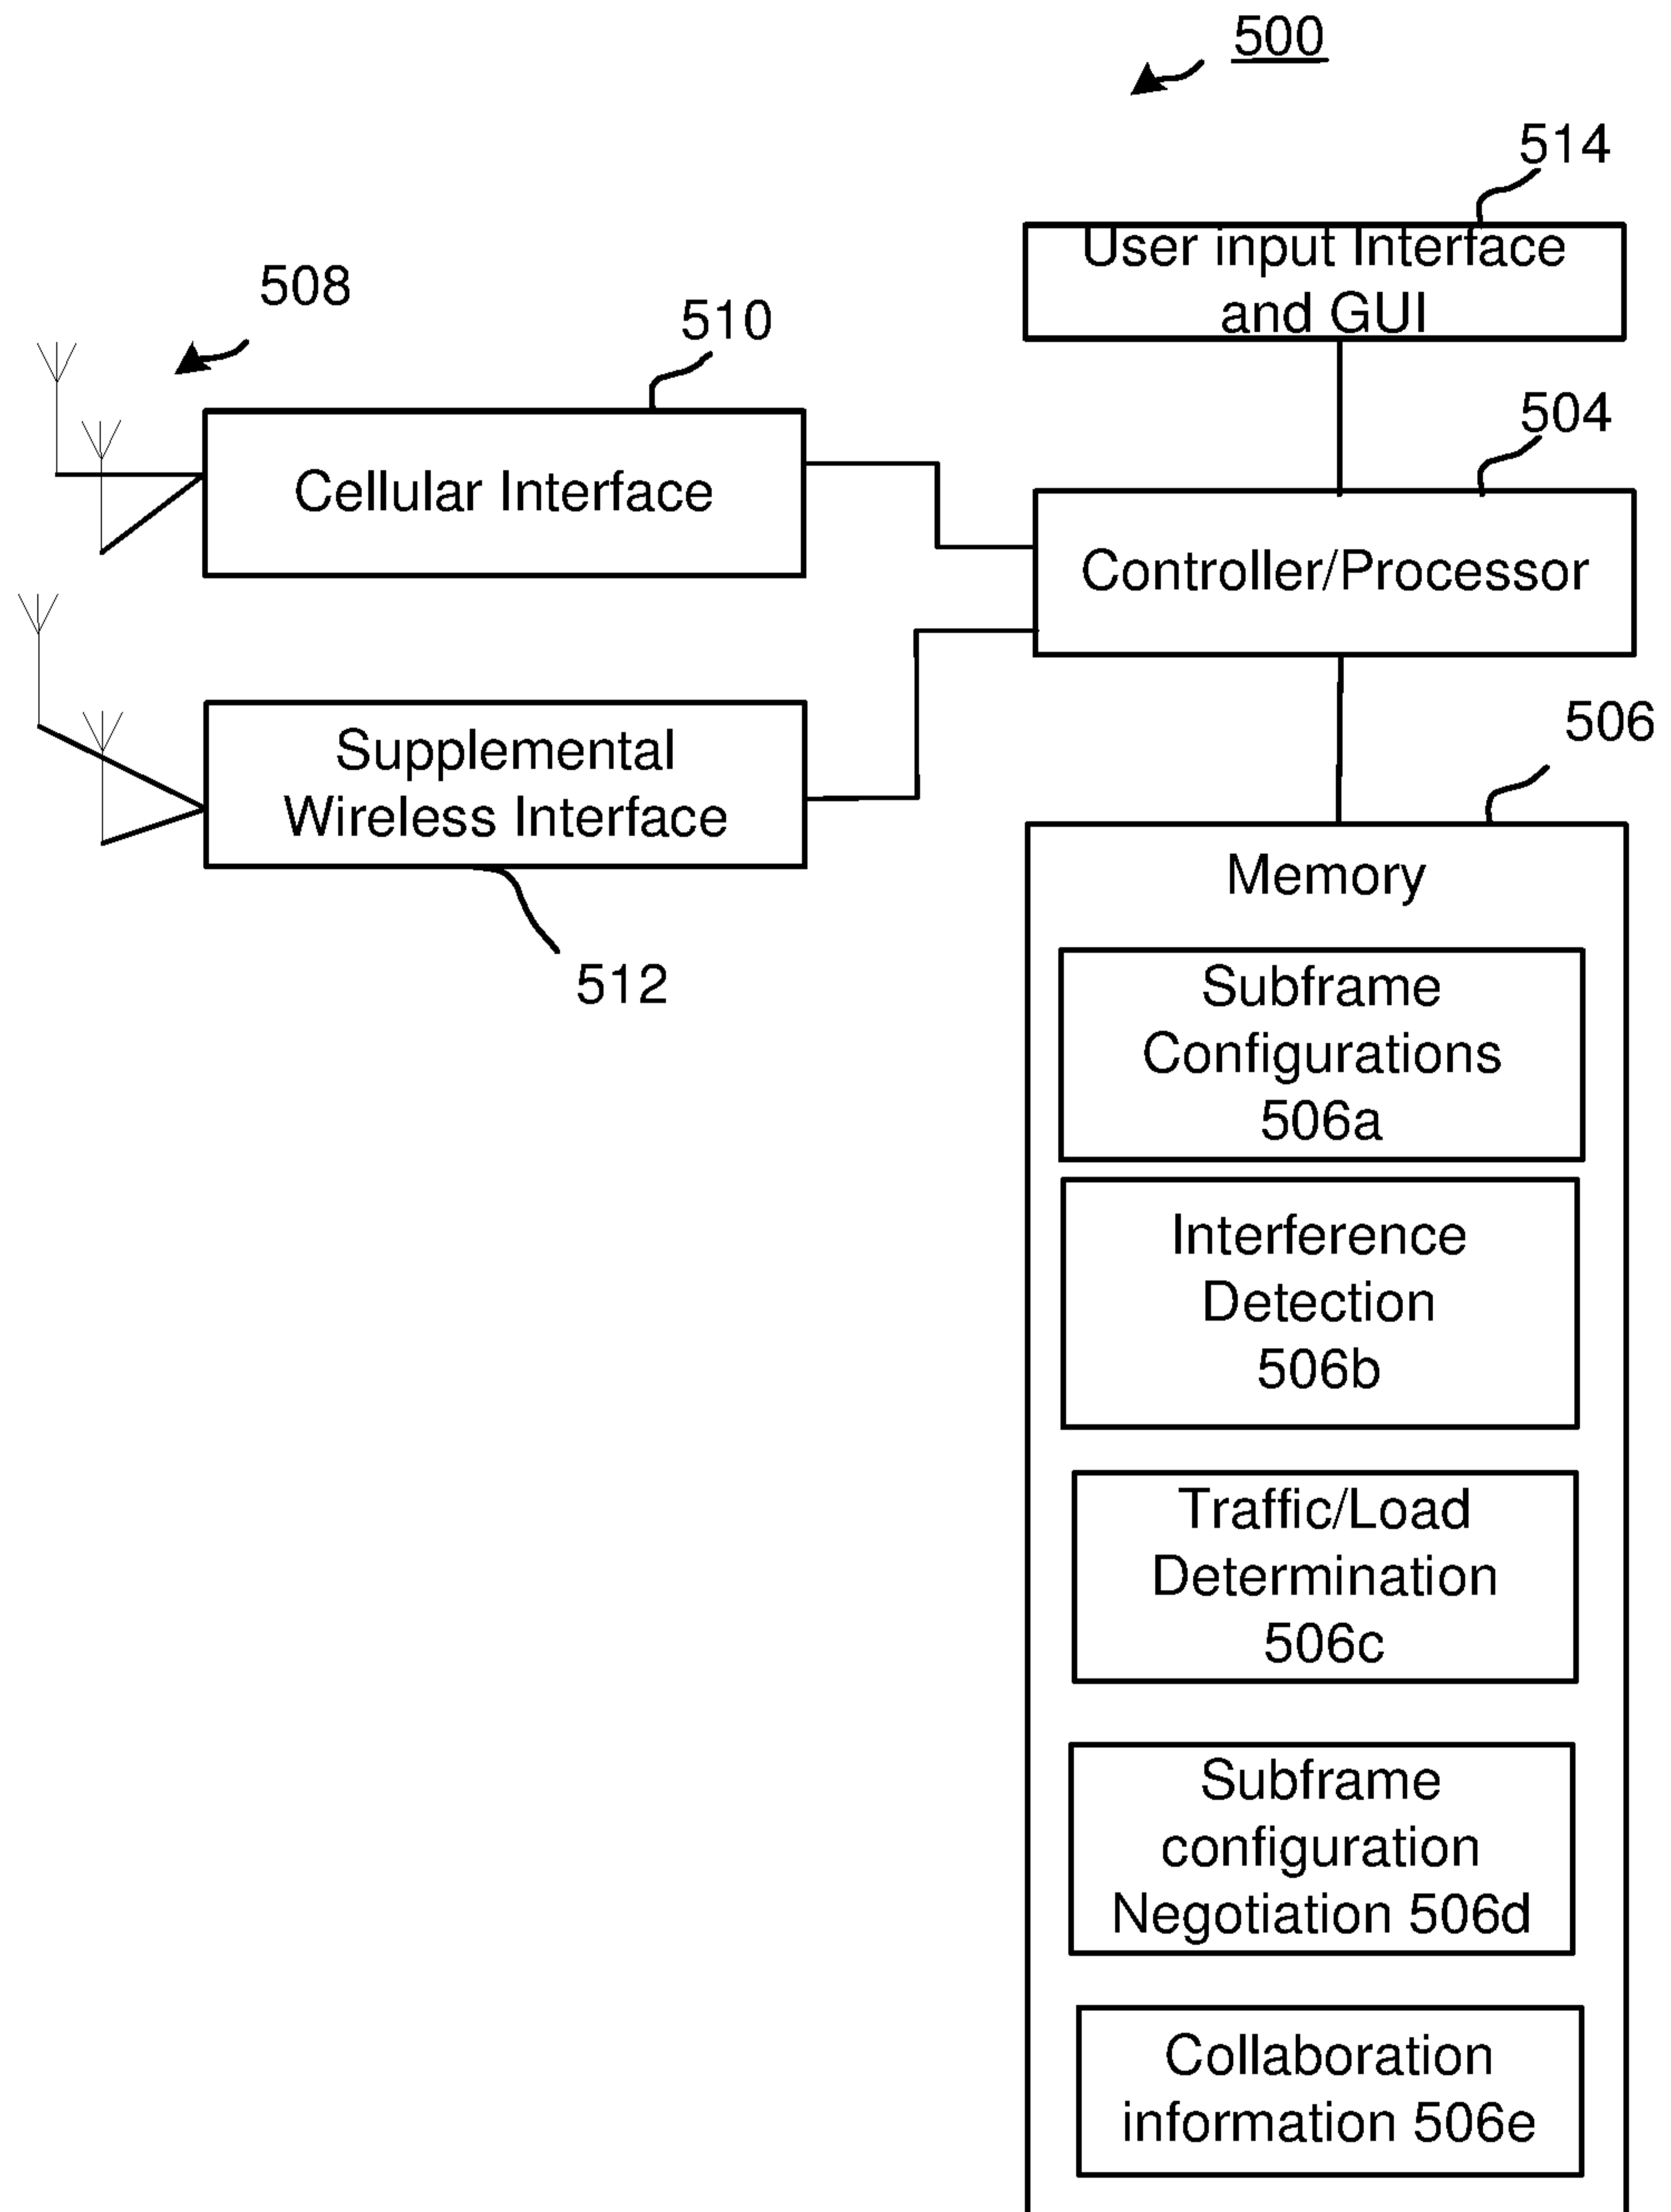 500
514
User input Interface
and GUI
508
510
504
Cellular Interface
Controller/Processor
506
Supplemental
Wireless Interface
512
Memory
Subframe
Configurations
506a
Interference
Detection
506b
Traffic/Load
Determination
506c
Subframe
configuration
Negotiation 506d
Collaboration
information 506e